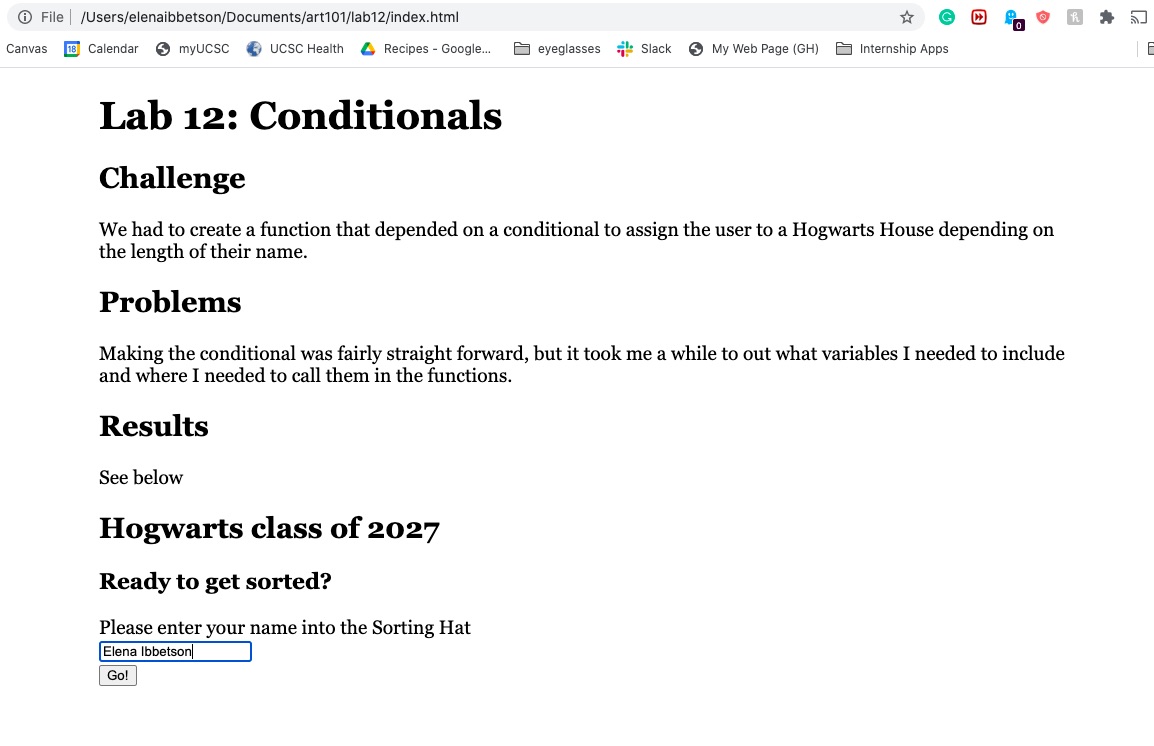 File /Users/elenaibbetson/Documents/art101/lab12/index.html
0
Canvas 18 Calendar myUCSC UCSC Health Recipes - Google... eyeglasses Slack My Web Page (GH) Internship Apps
Lab 12: Conditionals
Challenge
We had to create a function that depended on a conditional to assign the user to a Hogwarts House depending on
the length of their name.
Problems
Making the conditional was fairly straight forward, but it took me a while to out what variables I needed to include
and where I needed to call them in the functions.
Results
See below
Hogwarts class of 2027
Ready to get sorted?
Please enter your name into the Sorting Hat
Elena Ibbetson
Go!